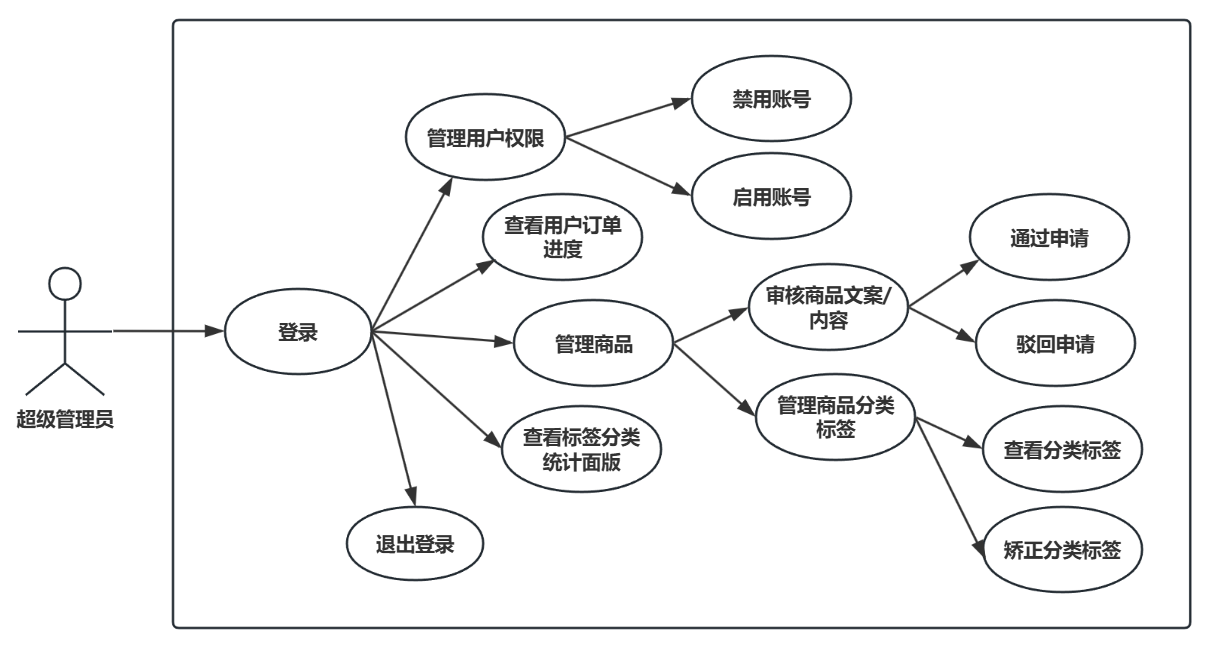 超级管理员
登录
管理用户权限
查看用户订单
进度
管理商品
查看标签分类
统计面版
退出登录
禁用账号
启用账号
审核商品文案/
内容
管理商品分类
标签
通过申请
驳回申请
查看分类标签
矫正分类标签